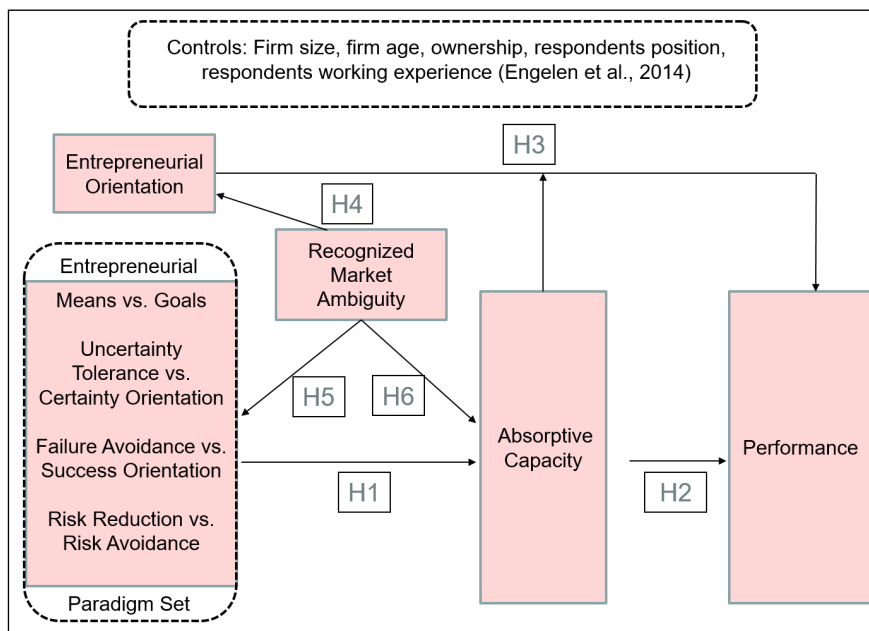 Controls: Firm size, firm age, ownership, respondents position,
respondents working experience (Engelen et al., 2014)
H3
Entrepreneurial
Orientation
H4
Recognized
Market
Ambiguity
Entrepreneurial
Means vs. Goals
Uncertainty
Tolerance vs.
Certainty Orientation
Failure Avoidance vs.
Success Orientation
Risk Reduction vs.
Risk Avoidance
Paradigm Set
H5
H6
H1
Absorptive
Capacity
H2
Performance